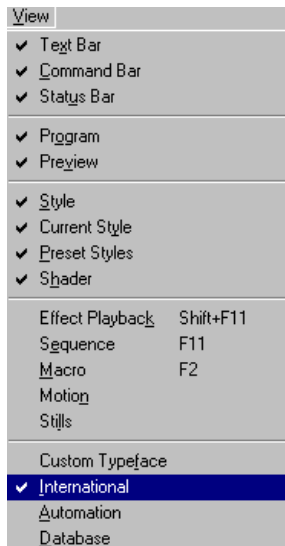 View
Text Bar
Command Bar
Status Bar
Program
Preview
Style
Current Style
Preset Styles
Shader
Effect Playback Shift+F11
Sequence F11
Macro F2
Motion
Stills
Custom Typeface
International
Automation
Database